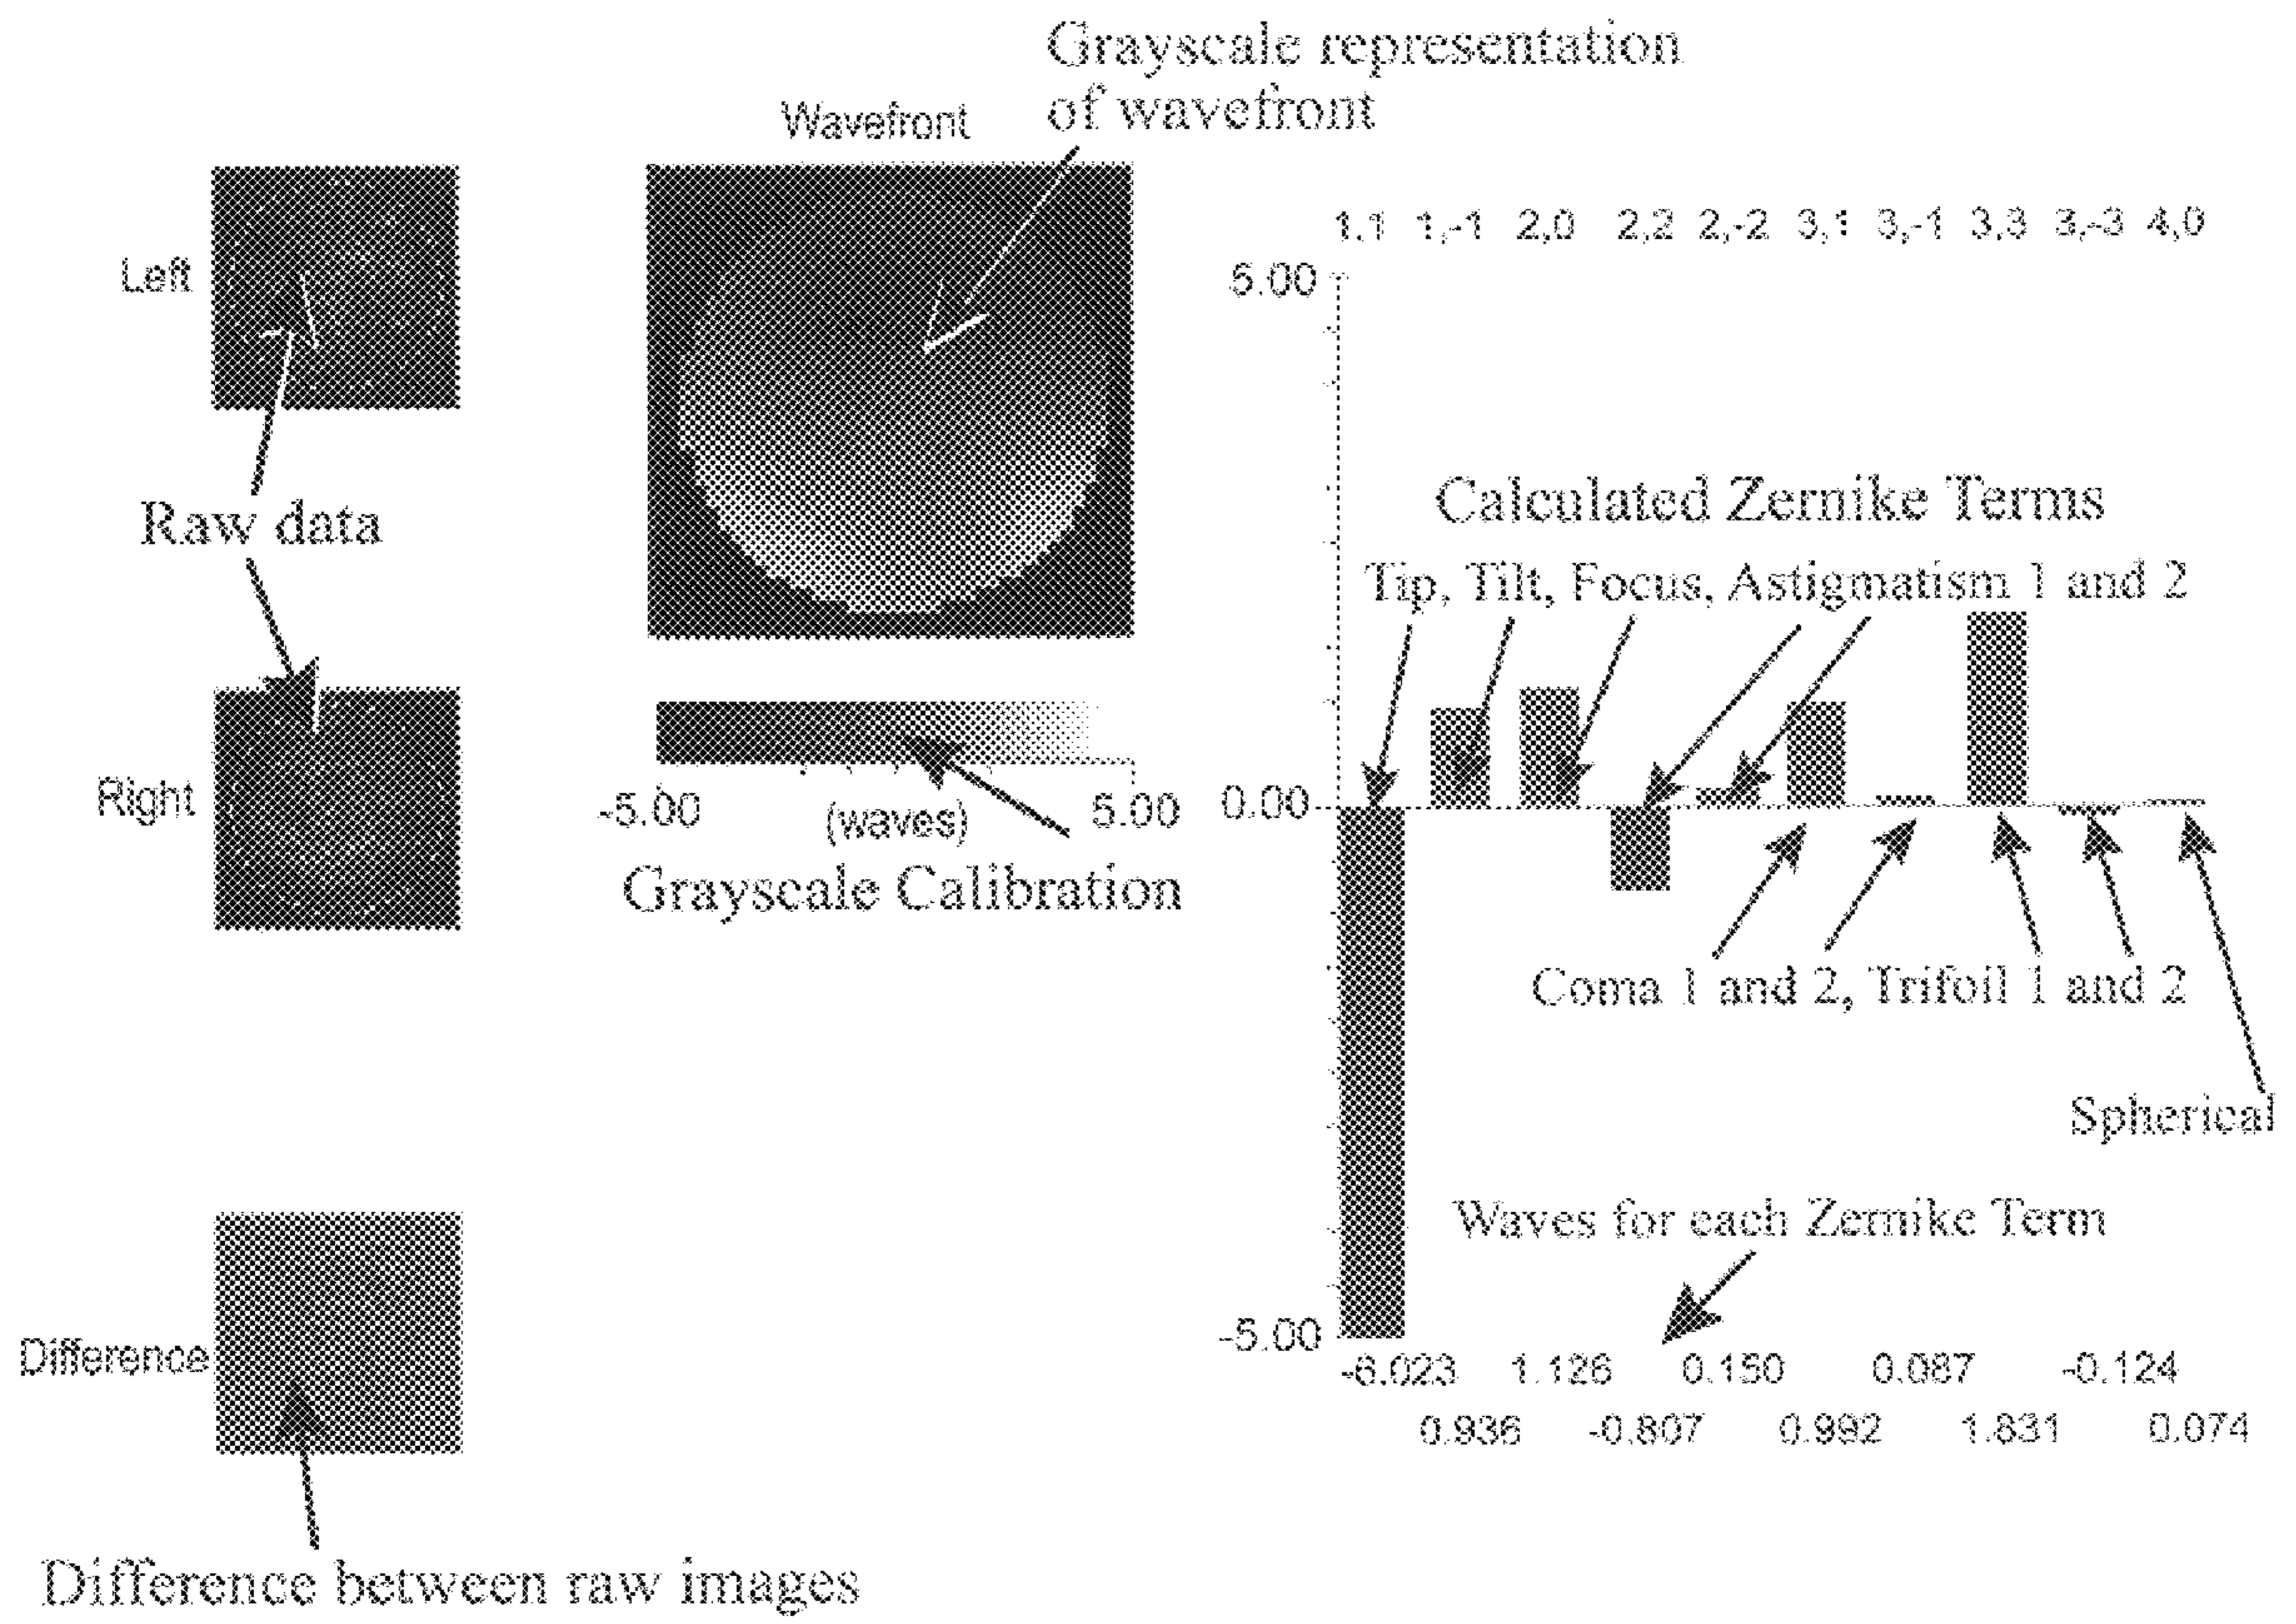 Grayscale representation
of wavefront
Wavefront
Left
Raw data
Right
-5.00
(waves)
5.00
Grayscale Calibration
Difference
Difference between raw images
1,1 1,-1 2,0 2,2 2,-2 3,1 3,-1 3,3 3,-3 4,0
5.00
Calculated Zernike Terms
Tip, Tilt, Focus, Astigmatism 1 and 2
0.00
Coma 1 and 2, Trifoil 1 and 2
Spherical
Waves for each Zernike Term
-5.00
-6.023 1.126 0.150 0.087 -0.124
0.936 -0.807 0.992 1.831 0.074